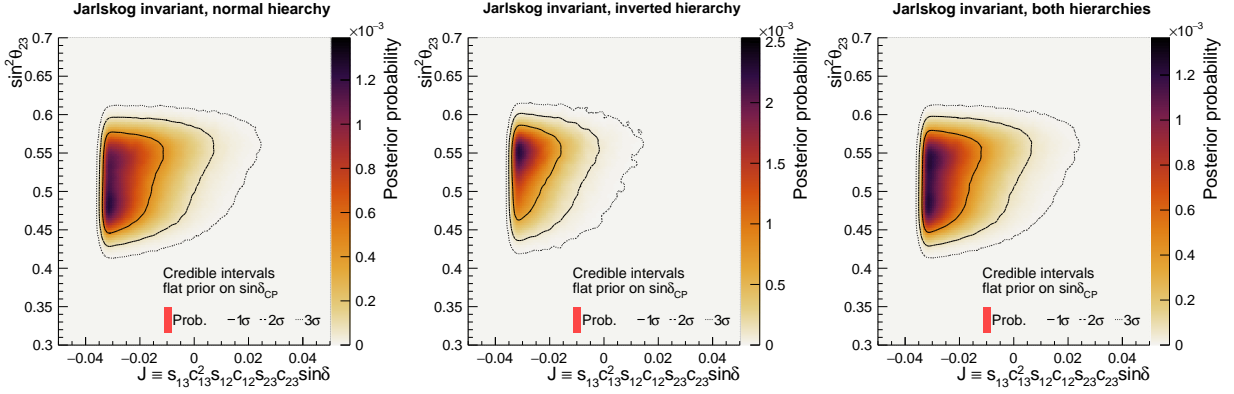 Jarlskog invariant, normal hiearchy
×10⁻³
sin²θ₂₃
0.7
0.65
0.6
0.55
0.5
0.45
0.4
0.35
0.3
−0.04 −0.02 0 0.02 0.04
J ≡ s₁₃c²₁₃s₁₂c₁₂s₂₃c₂₃sinδ
Credible intervals
flat prior on sinδ_CP
Prob. 1σ 2σ 3σ
1.2
1
0.8
0.6
0.4
0.2
0
Posterior probability
Jarlskog invariant, inverted hierarchy
×10⁻³
sin²θ₂₃
0.7
0.65
0.6
0.55
0.5
0.45
0.4
0.35
0.3
−0.04 −0.02 0 0.02 0.04
J ≡ s₁₃c²₁₃s₁₂c₁₂s₂₃c₂₃sinδ
Credible intervals
flat prior on sinδ_CP
Prob. 1σ 2σ 3σ
2.5
2
1.5
1
0.5
0
Posterior probability
Jarlskog invariant, both hierarchies
×10⁻³
sin²θ₂₃
0.7
0.65
0.6
0.55
0.5
0.45
0.4
0.35
0.3
−0.04 −0.02 0 0.02 0.04
J ≡ s₁₃c²₁₃s₁₂c₁₂s₂₃c₂₃sinδ
Credible intervals
flat prior on sinδ_CP
Prob. 1σ 2σ 3σ
1.2
1
0.8
0.6
0.4
0.2
0
Posterior probability